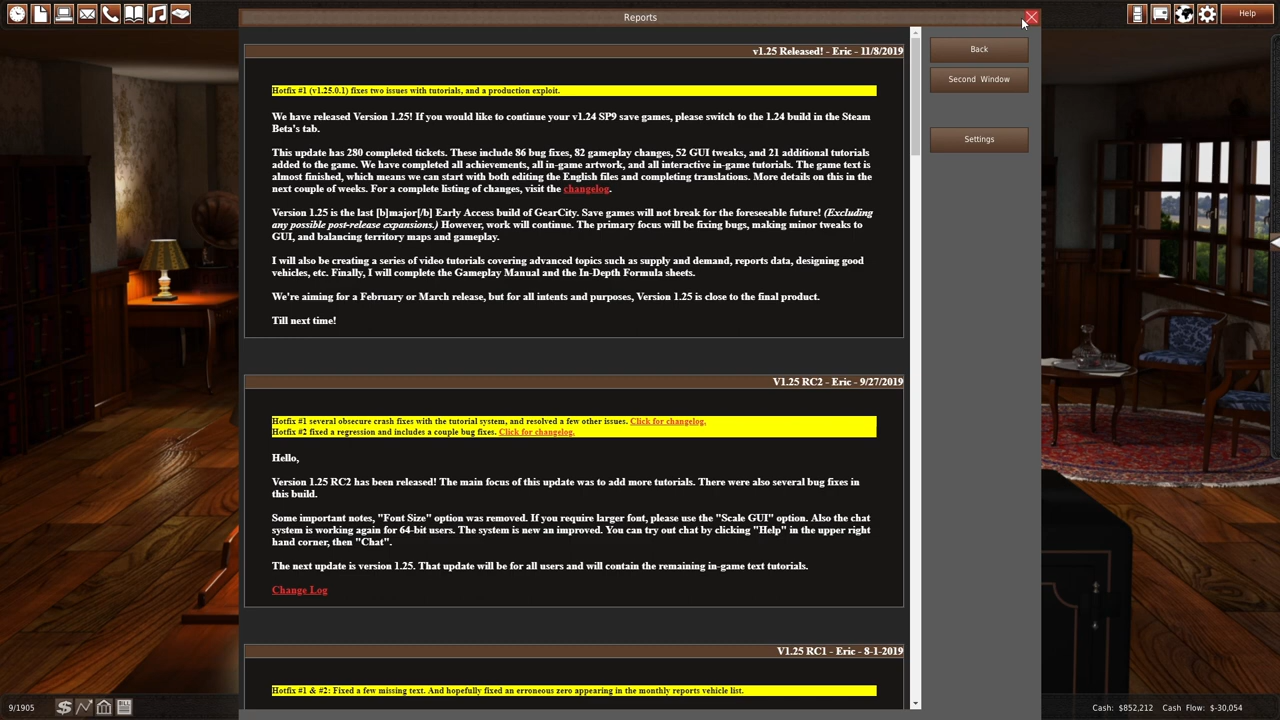 Reports
Help
v1.25 Released! - Eric - 11/8/2019
Back
Second Window
Settings
Hotfix #1 (v1.25.0.1) fixes two issues with tutorials, and a production exploit.
We have released Version 1.25! If you would like to continue your v1.24 SP9 save games, please switch to the 1.24 build in the Steam
Beta's tab.
This update has 280 completed tickets. These include 86 bug fixes, 82 gameplay changes, 52 GUI tweaks, and 21 additional tutorials
added to the game. We have completed all achievements, all in-game artwork, and all interactive in-game tutorials. The game text is
almost finished, which means we can start with both editing the English files and completing translations. More details on this in the
next couple of weeks. For a complete listing of changes, visit the changelog.
Version 1.25 is the last [b]major[/b] Early Access build of GearCity. Save games will not break for the foreseeable future! (Excluding
any possible post-release expansions.) However, work will continue. The primary focus will be fixing bugs, making minor tweaks to
GUI, and balancing territory maps and gameplay.
I will also be creating a series of video tutorials covering advanced topics such as supply and demand, reports data, designing good
vehicles, etc. Finally, I will complete the Gameplay Manual and the In-Depth Formula sheets.
We're aiming for a February or March release, but for all intents and purposes, Version 1.25 is close to the final product.
Till next time!
V1.25 RC2 - Eric - 9/27/2019
Hotfix #1 several obsecure crash fixes with the tutorial system, and resolved a few other issues. Click for changelog.
Hotfix #2 fixed a regression and includes a couple bug fixes. Click for changelog.
Hello,
Version 1.25 RC2 has been released! The main focus of this update was to add more tutorials. There were also several bug fixes in
this build.
Some important notes, "Font Size" option was removed. If you require larger font, please use the "Scale GUI" option. Also the chat
system is working again for 64-bit users. The system is new an improved. You can try out chat by clicking "Help" in the upper right
hand corner, then "Chat".
The next update is version 1.25. That update will be for all users and will contain the remaining in-game text tutorials.
Change Log
V1.25 RC1 - Eric - 8-1-2019
Hotfix #1 & #2: Fixed a few missing text. And hopefully fixed an erroneous zero appearing in the monthly reports vehicle list.
9/1905
Cash: $852,212 Cash Flow: $-30,054